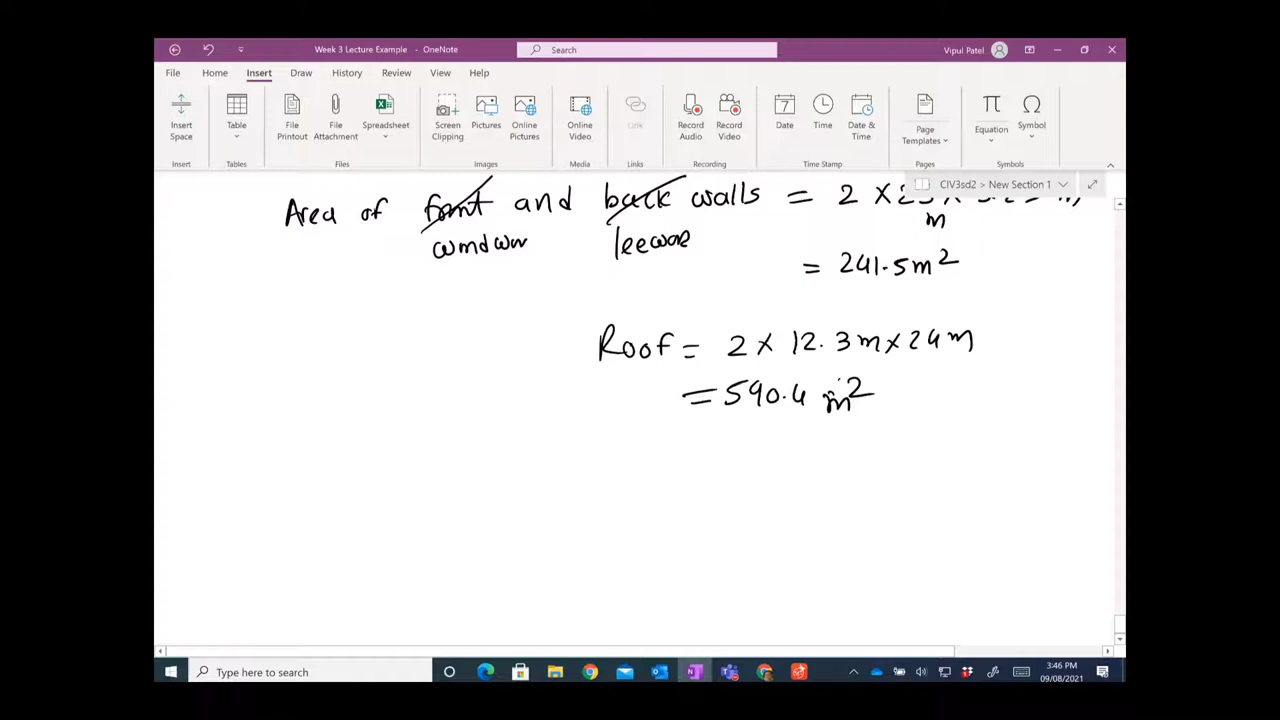 Week 3 Lecture Example - OneNote
Search
Vipul Patel
File Home Insert Draw History Review View Help
Insert Space
Table
File Printout
File Attachment
Spreadsheet
Screen Clipping
Pictures
Online Pictures
Online Video
Link
Record Audio
Record Video
Date
Time
Date & Time
Page Templates
Equation
Symbol
Insert Tables Files Images Media Links Recording Time Stamp Pages Symbols
CIV3sd2 > New Section 1
Area of front and back walls = 2 ×
m
= 241.5m2
Roof = 2 × 12.3m × 24m
= 590.4 m2
Type here to search
3:46 PM
09/08/2021